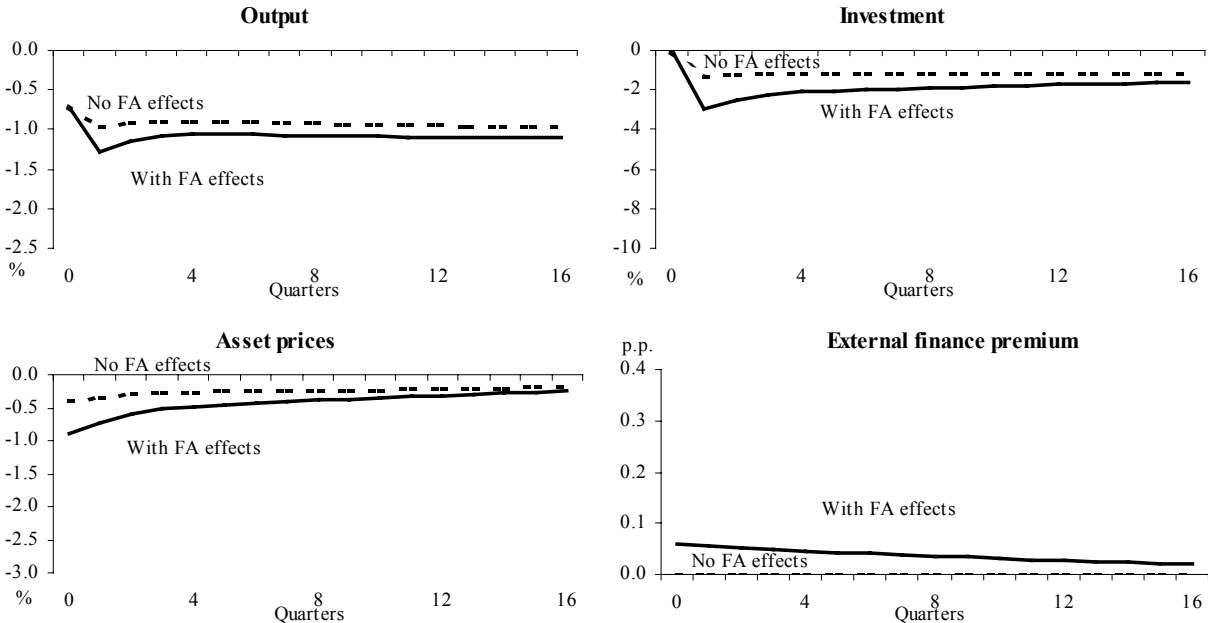 Output
0.0
-0.5
-1.0
-1.5
-2.0
-2.5
%
No FA effects
With FA effects
0 4 8 12 16
Quarters
Investment
0
-2
-4
-6
-8
-10
%
No FA effects
With FA effects
0 4 8 12 16
Quarters
Asset prices
0.0
-0.5
-1.0
-1.5
-2.0
-2.5
-3.0
%
No FA effects
With FA effects
0 4 8 12 16
Quarters
External finance premium
p.p.
0.4
0.3
0.2
0.1
0.0
With FA effects
No FA effects
0 4 8 12 16
Quarters